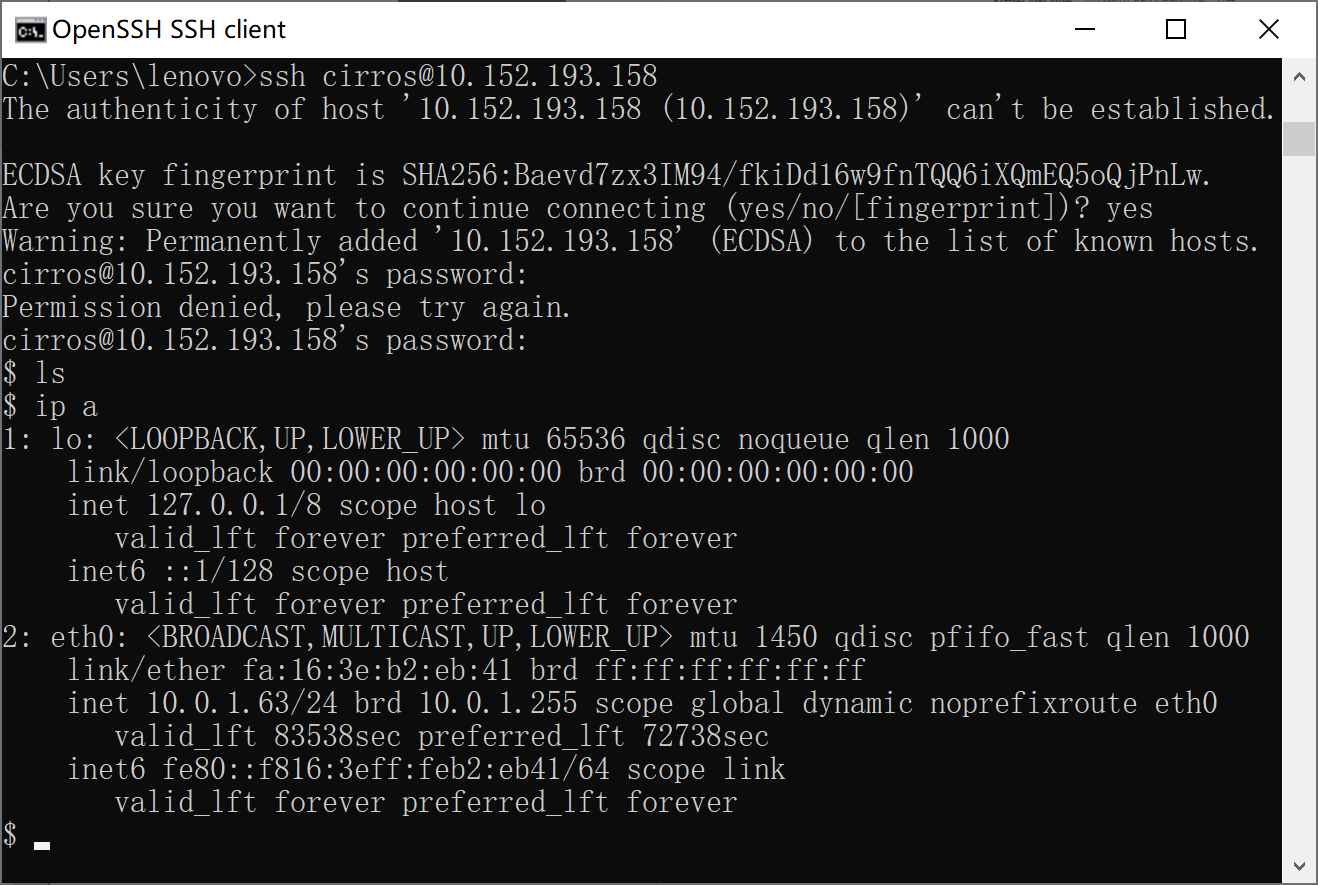 OpenSSH SSH client
C:\Users\lenovo>ssh cirros@10.152.193.158
The authenticity of host '10.152.193.158 (10.152.193.158)' can't be established.
ECDSA key fingerprint is SHA256:Baevd7zx3IM94/fkiDdl6w9fnTQQ6iXQmEQ5oQjPnLw.
Are you sure you want to continue connecting (yes/no/[fingerprint])? yes
Warning: Permanently added '10.152.193.158' (ECDSA) to the list of known hosts.
cirros@10.152.193.158's password:
Permission denied, please try again.
cirros@10.152.193.158's password:
$ ls
$ ip a
1: lo: <LOOPBACK,UP,LOWER_UP> mtu 65536 qdisc noqueue qlen 1000
    link/loopback 00:00:00:00:00:00 brd 00:00:00:00:00:00
    inet 127.0.0.1/8 scope host lo
       valid_lft forever preferred_lft forever
    inet6 ::1/128 scope host
       valid_lft forever preferred_lft forever
2: eth0: <BROADCAST,MULTICAST,UP,LOWER_UP> mtu 1450 qdisc pfifo_fast qlen 1000
    link/ether fa:16:3e:b2:eb:41 brd ff:ff:ff:ff:ff:ff
    inet 10.0.1.63/24 brd 10.0.1.255 scope global dynamic noprefixroute eth0
       valid_lft 83538sec preferred_lft 72738sec
    inet6 fe80::f816:3eff:feb2:eb41/64 scope link
       valid_lft forever preferred_lft forever
$